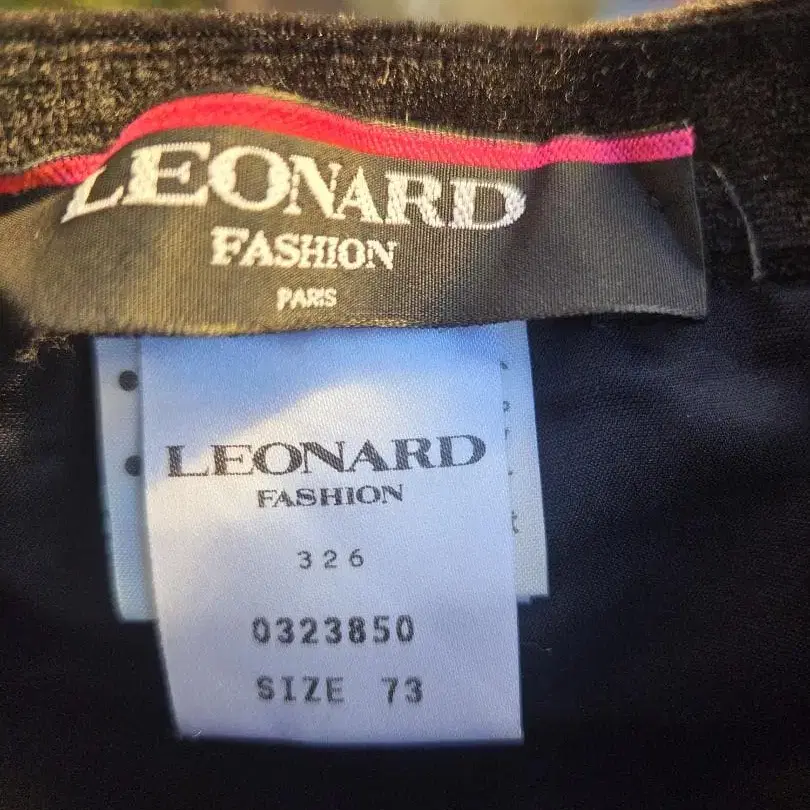 LEONARD
FASHION
PARIS
LEONARD
FASHION
326
0323850
SIZE 73